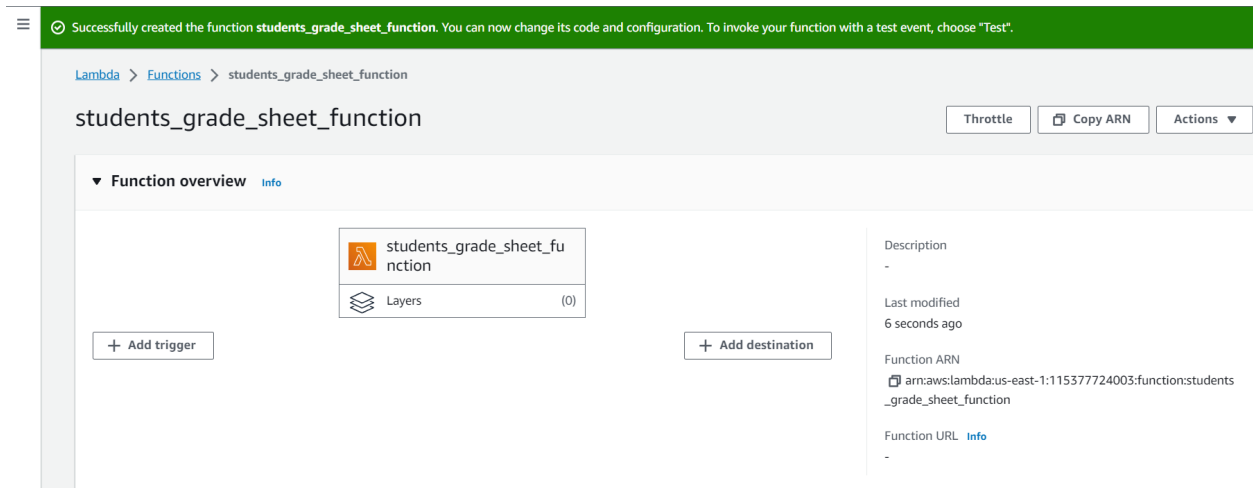 Successfully created the function students_grade_sheet_function. You can now change its code and configuration. To invoke your function with a test event, choose "Test".
Lambda > Functions > students_grade_sheet_function
students_grade_sheet_function
Throttle
Copy ARN
Actions
Function overview Info
students_grade_sheet_fu
nction
Layers (0)
+ Add trigger
+ Add destination
Description
-
Last modified
6 seconds ago
Function ARN
arn:aws:lambda:us-east-1:115377724003:function:students
_grade_sheet_function
Function URL Info
-